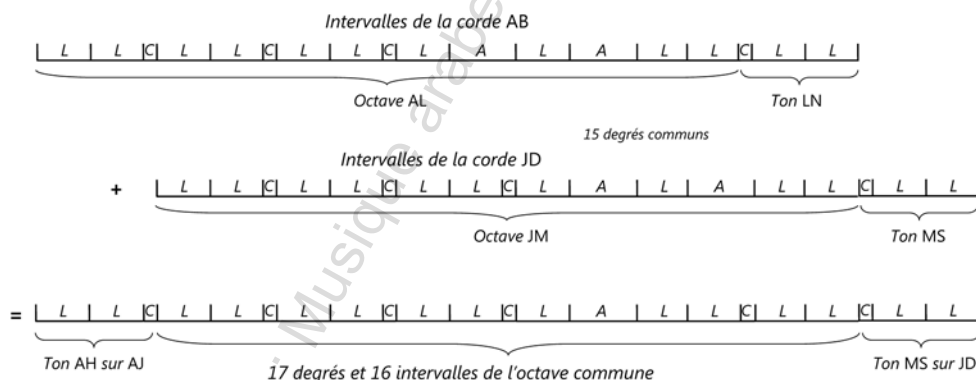 Intervalles de la corde AB
L L C L L C L L C L A L A L L C L L
Octave AL Ton LN
15 degrés communs
Intervalles de la corde JD
+ L L C L L C L L C L A L A L L C L L
Octave JM Ton MS
= L L C L L C L L C L L C L A L L C L L C L L
Ton AH sur AJ 17 degrés et 16 intervalles de l'octave commune Ton MS sur JD
Musique arabe